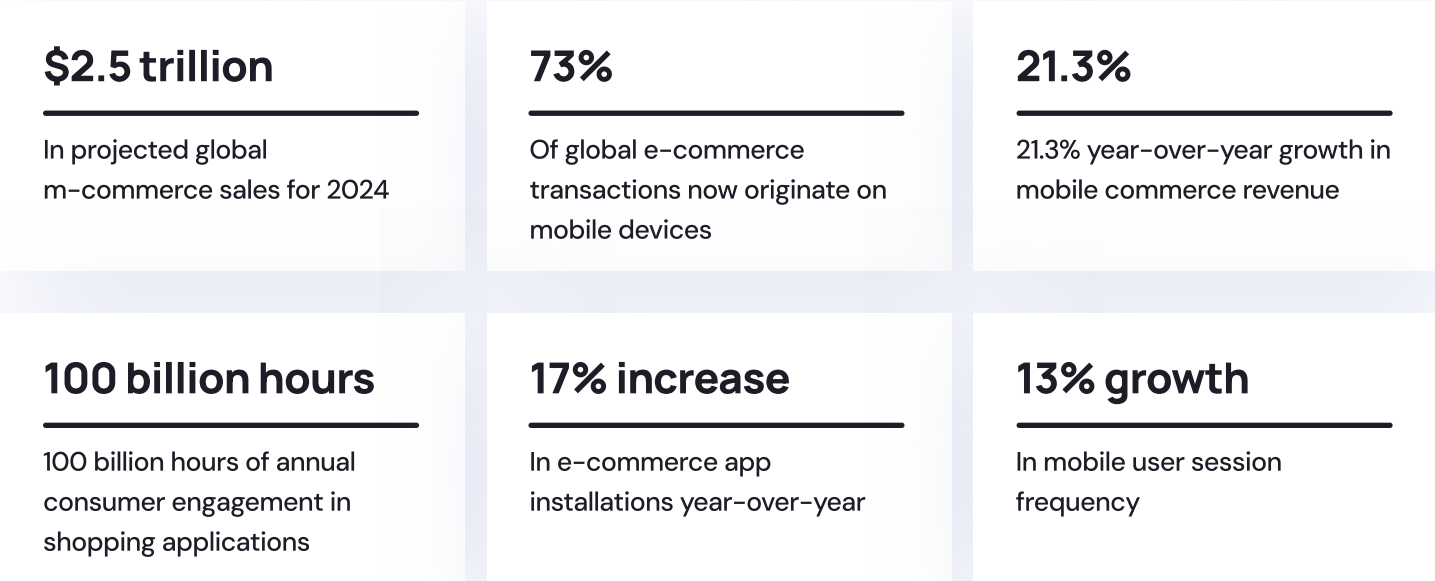 $2.5 trillion
In projected global
m-commerce sales for 2024
73%
Of global e-commerce
transactions now originate on
mobile devices
21.3%
21.3% year-over-year growth in
mobile commerce revenue
100 billion hours
100 billion hours of annual
consumer engagement in
shopping applications
17% increase
In e-commerce app
installations year-over-year
13% growth
In mobile user session
frequency